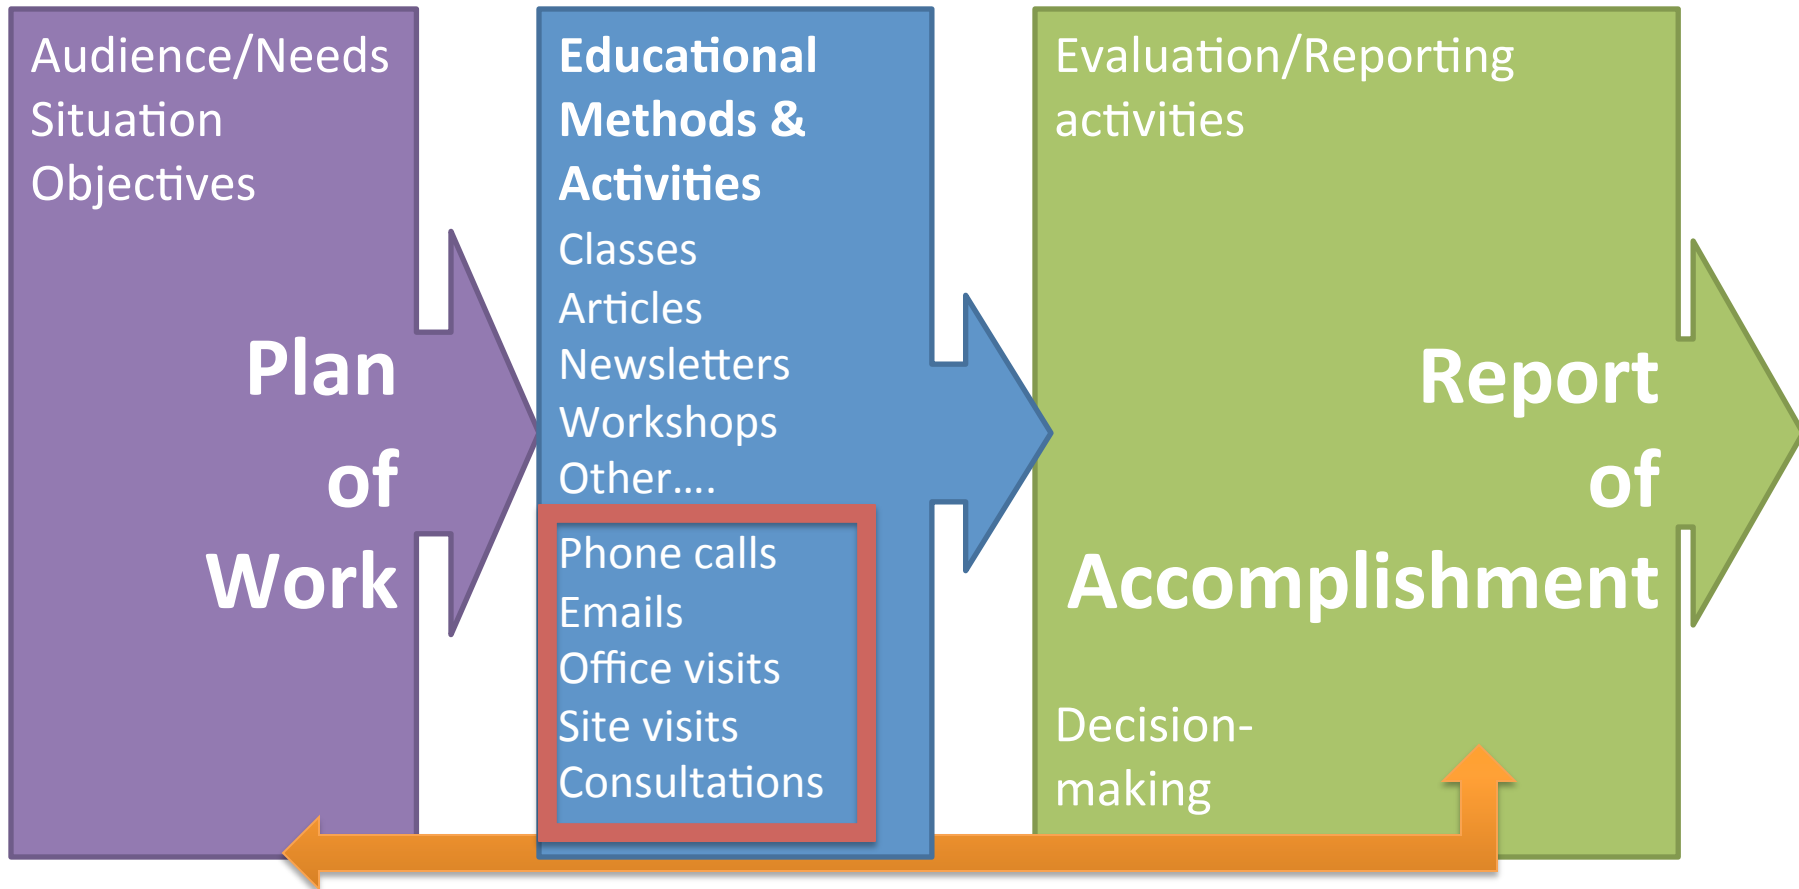 Audience/Needs
Situation
Objectives
Plan
of
Work
Educational
Methods &
Activities
Classes
Articles
Newsletters
Workshops
Other....
Phone calls
Emails
Office visits
Site visits
Consultations
Evaluation/Reporting
activities
Report
of
Accomplishment
Decision-
making